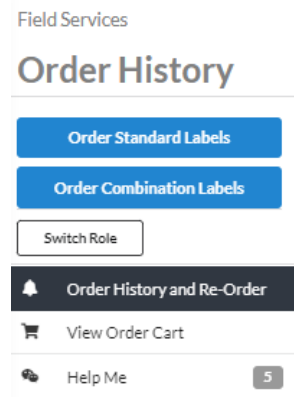 Field Services
Order History
Order Standard Labels
Order Combination Labels
Switch Role
Order History and Re-Order
View Order Cart
Help Me 5